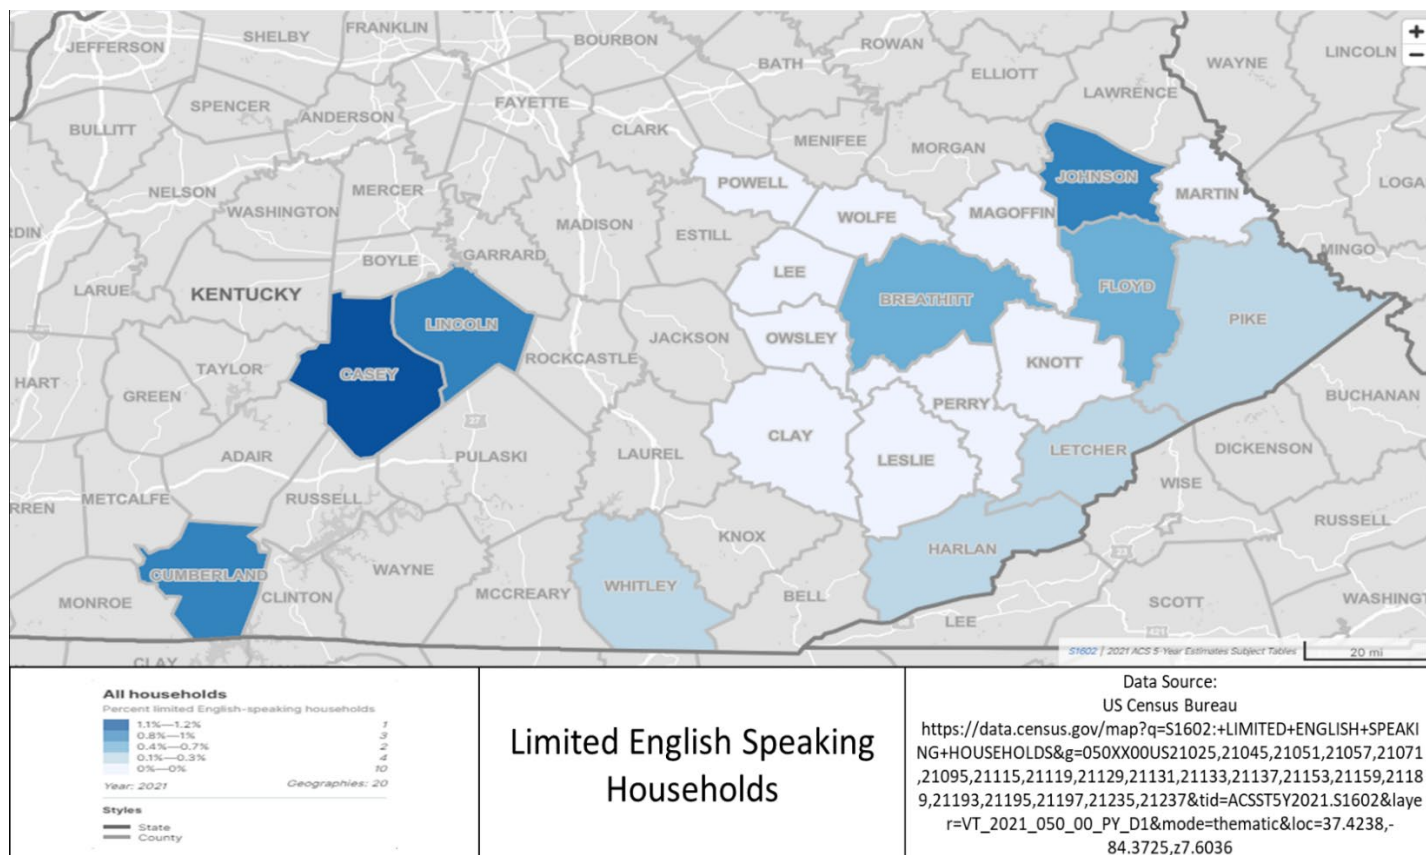 SHELBY
FRANKLIN
JEFFERSON
BOURBON
ROWAN
BATH
ELLIOTT
WAYNE
LINCOLN
+
−
SPENCER
ANDERSON
FAYETTE
LAWRENCE
BULLITT
CLARK
MENIFEE
MORGAN
NELSON
MERCER
POWELL
JOHNSON
MARTIN
LOGA
WASHINGTON
MADISON
WOLFE
MAGOFFIN
RDIN
ESTILL
MINGO
BOYLE
GARRARD
LEE
LARUE
KENTUCKY
BREATHITT
FLOYD
PIKE
LINCOLN
JACKSON
OWSLEY
HART
TAYLOR
CASEY
ROCKCASTLE
KNOTT
GREEN
BUCHANAN
27
PERRY
CLAY
LETCHER
DICKENSON
ADAIR
PULASKI
LAUREL
LESLIE
METCALFE
RUSSELL
WISE
RREN
RUSSELL
KNOX
HARLAN
23
CUMBERLAND
WAYNE
WHITLEY
MONROE
CLINTON
MCCREARY
BELL
SCOTT
WASHINGT
LEE
421
CLAY
S1602 | 2021 ACS 5-Year Estimates Subject Tables
20 mi
All households
Percent limited English-speaking households
1.1%—1.2% 1
0.8%—1% 3
0.4%—0.7% 2
0.1%—0.3% 4
0%—0% 10
Year: 2021 Geographies: 20
Styles
State
County
Limited English Speaking
Households
Data Source:
US Census Bureau
https://data.census.gov/map?q=S1602:+LIMITED+ENGLISH+SPEAKI
NG+HOUSEHOLDS&g=050XX00US21025,21045,21051,21057,21071
,21095,21115,21119,21129,21131,21133,21137,21153,21159,2118
9,21193,21195,21197,21235,21237&tid=ACSST5Y2021.S1602&laye
r=VT_2021_050_00_PY_D1&mode=thematic&loc=37.4238,-
84.3725,z7.6036